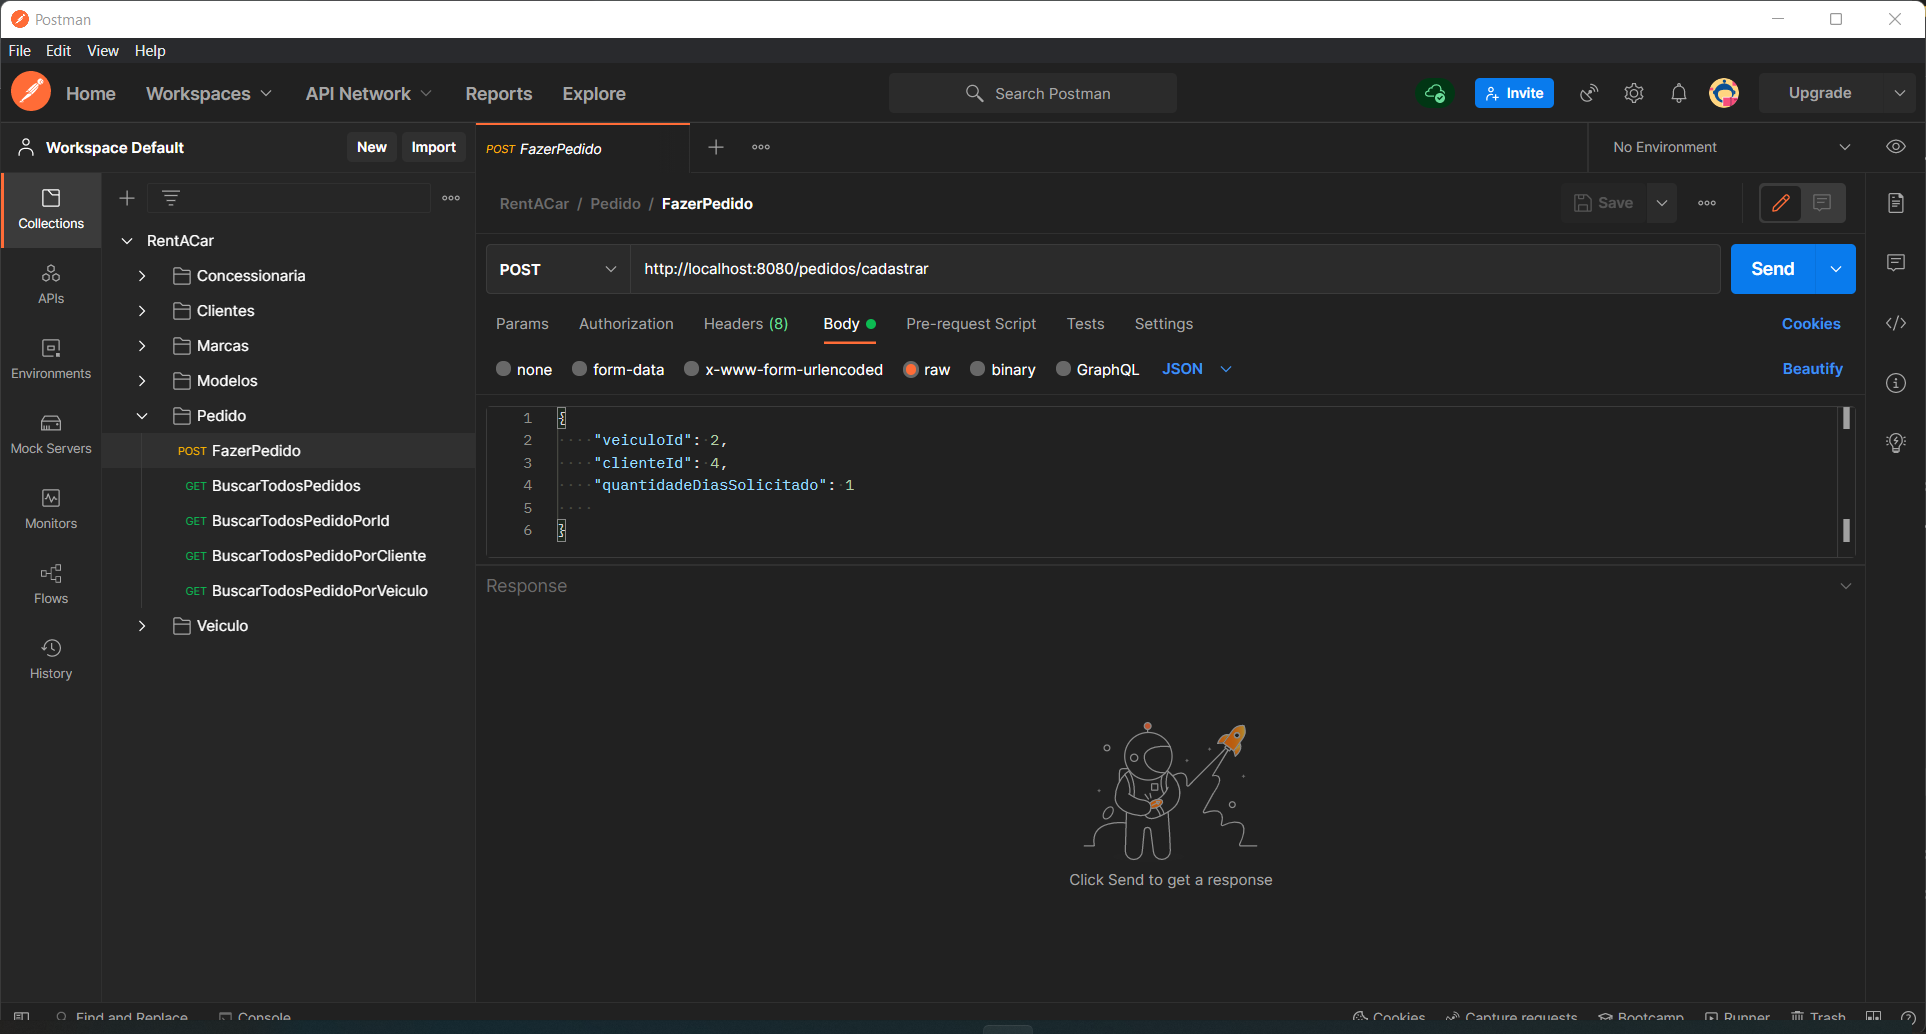 Postman
File Edit View Help
Home Workspaces API Network Reports Explore Search Postman Invite Upgrade
Workspace Default New Import
POST FazerPedido
No Environment
Collections
APIs
Environments
Mock Servers
Monitors
Flows
History
RentACar
Concessionaria
Clientes
Marcas
Modelos
Pedido
POST FazerPedido
GET BuscarTodosPedidos
GET BuscarTodosPedidoPorId
GET BuscarTodosPedidoPorCliente
GET BuscarTodosPedidoPorVeiculo
Veiculo
RentACar / Pedido / FazerPedido
Save
POST http://localhost:8080/pedidos/cadastrar Send
Params Authorization Headers (8) Body Pre-request Script Tests Settings Cookies
none form-data x-www-form-urlencoded raw binary GraphQL JSON Beautify
1 {
2 "veiculoId": 2,
3 "clienteId": 4,
4 "quantidadeDiasSolicitado": 1
5
6 }
Response
Click Send to get a response
Find and Replace Console Cookies Capture requests Bootcamp Runner Trash